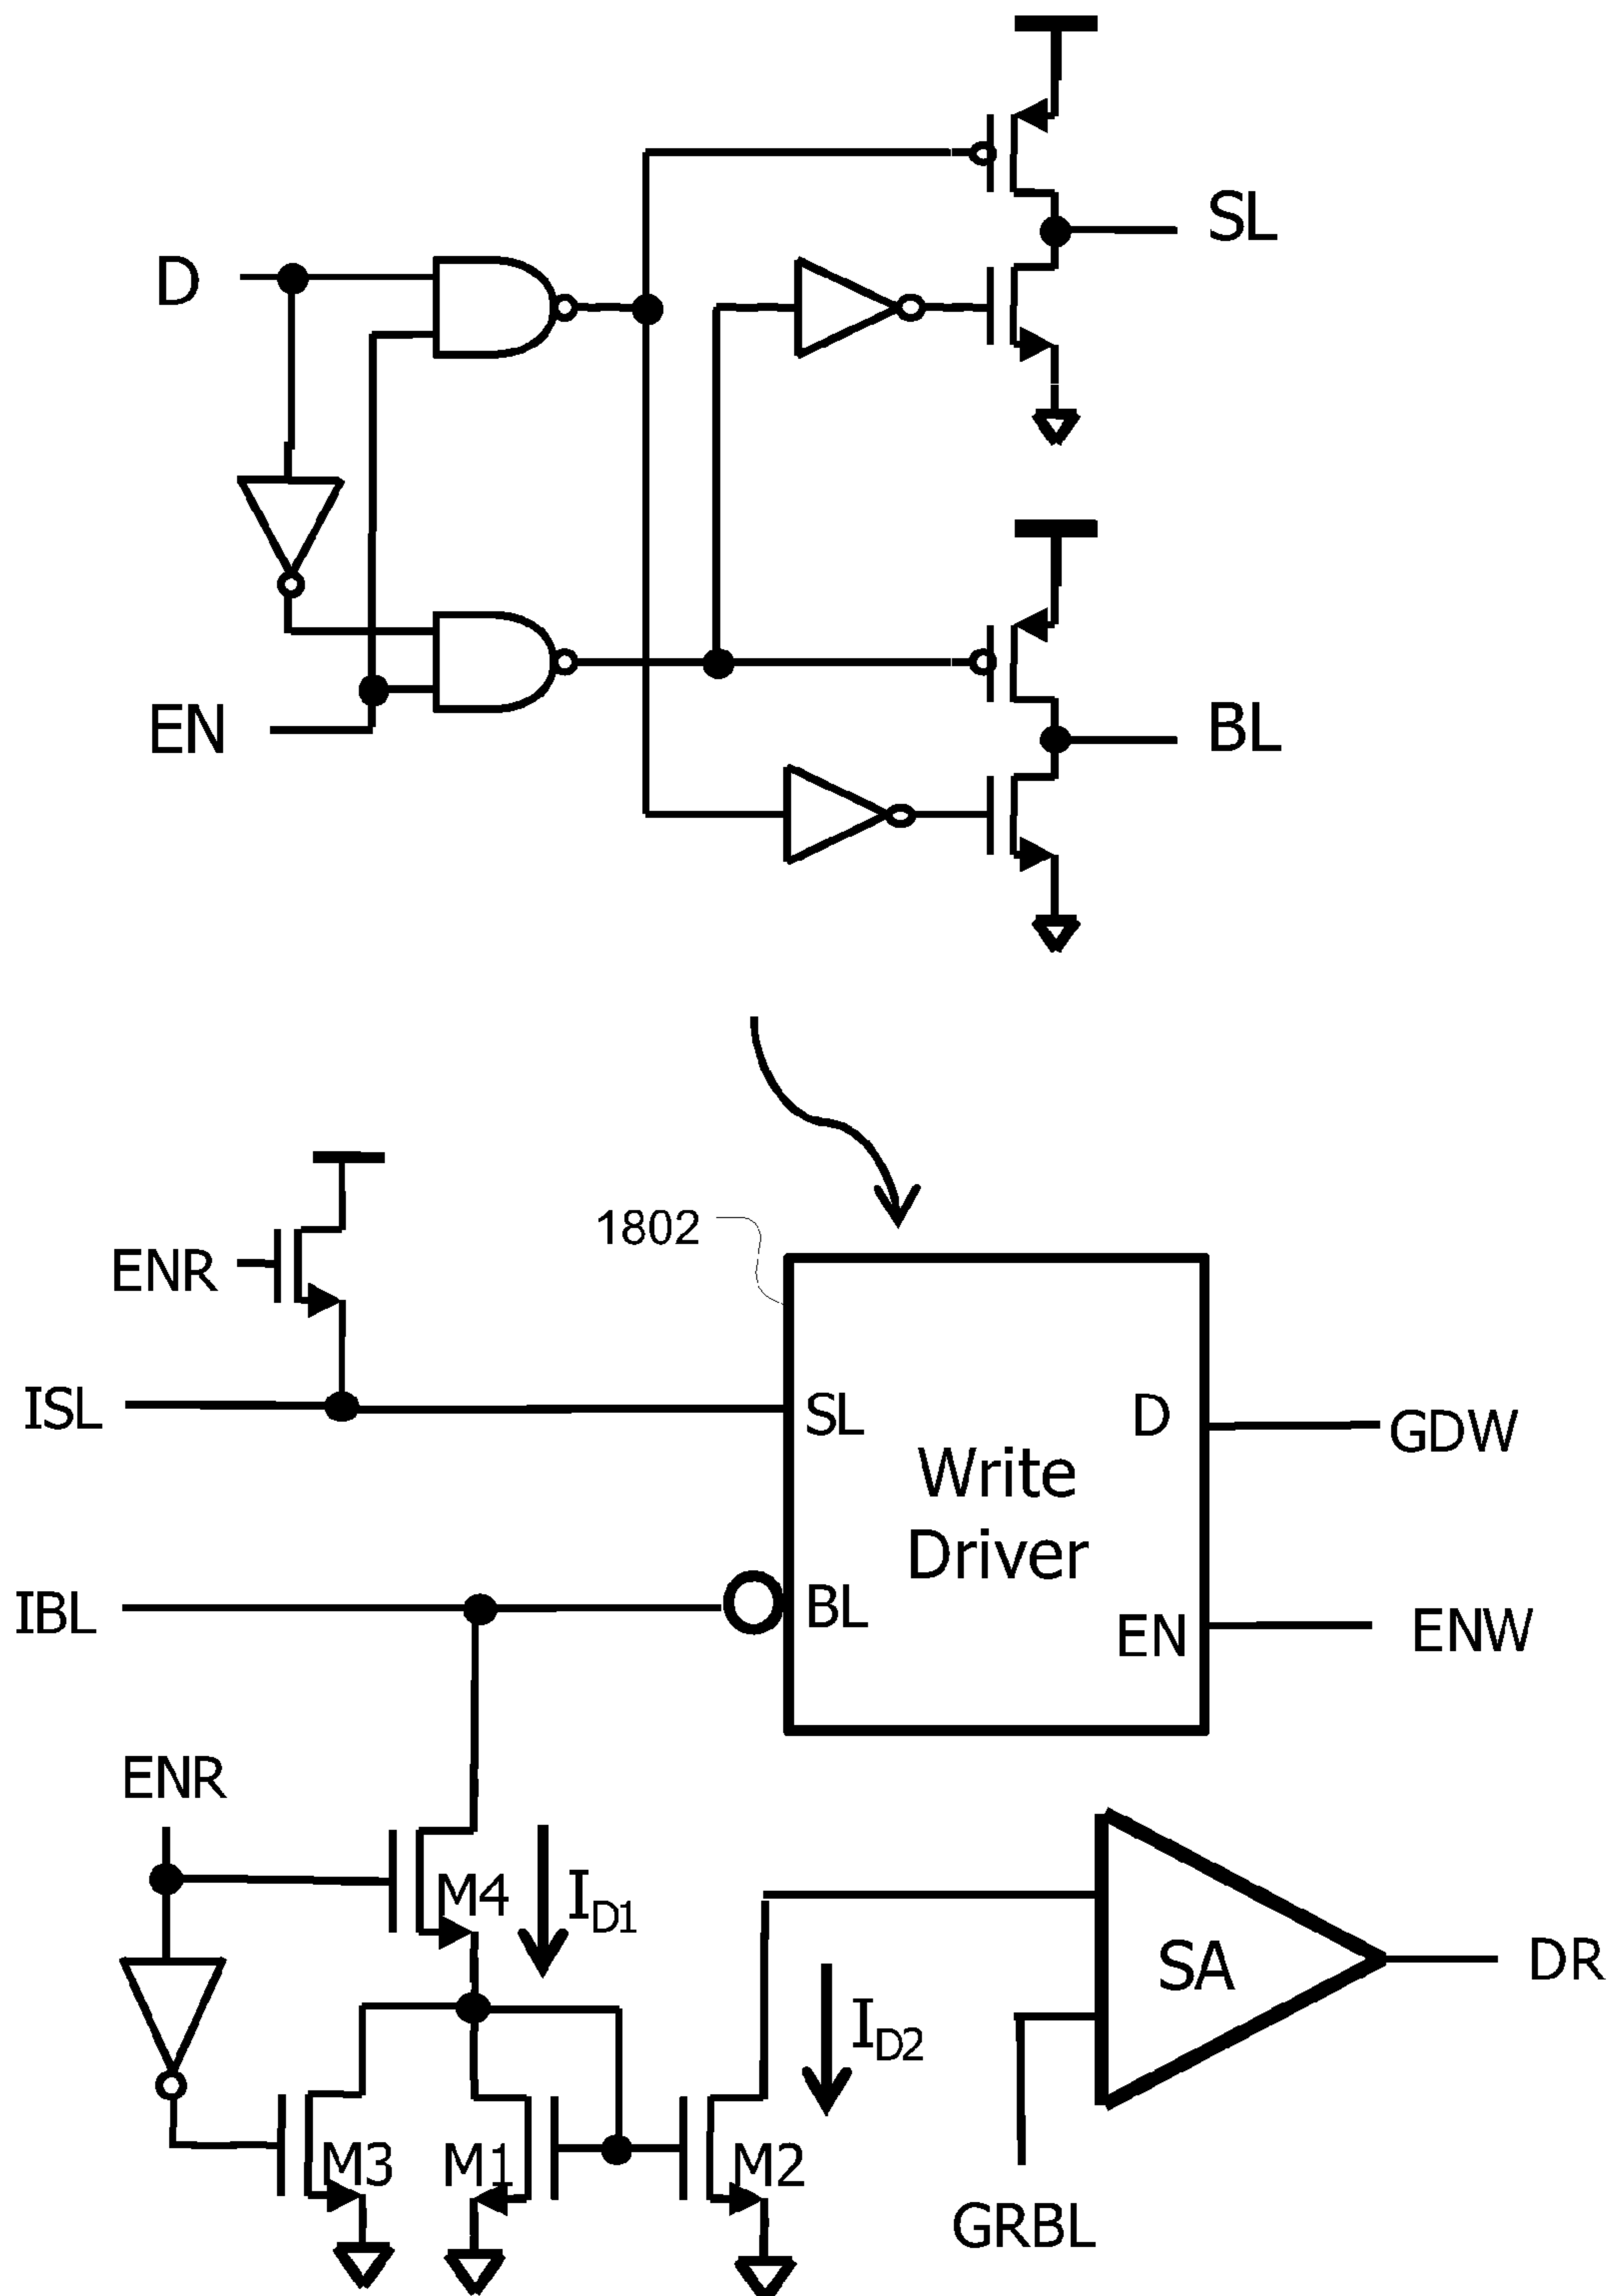 SL
D
EN
BL
1802
ENR
ISL
SL
D
GDW
Write
Driver
IBL
BL
EN
ENW
ENR
M4
ID1
SA
DR
ID2
M3
M1
M2
GRBL